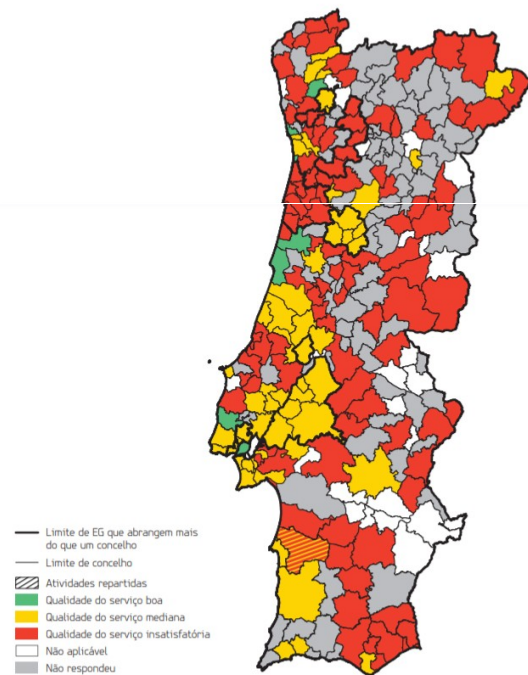 Limite de EG que abrangem mais
do que um concelho
Limite de concelho
Atividades repartidas
Qualidade do serviço boa
Qualidade do serviço mediana
Qualidade do serviço insatisfatória
Não aplicável
Não respondeu